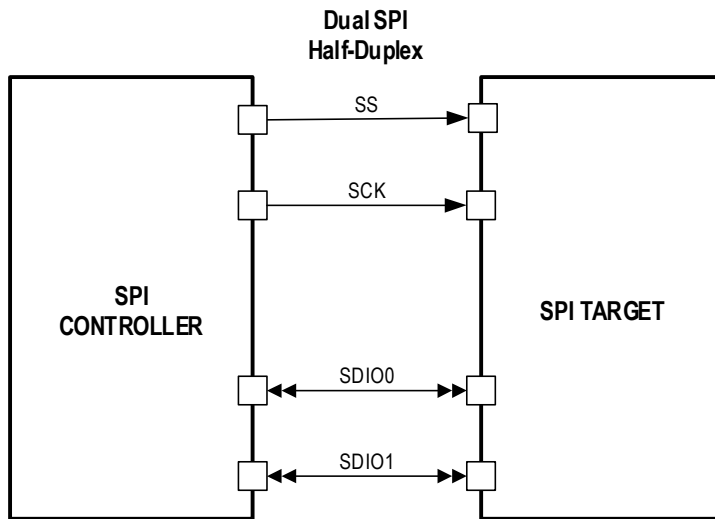 Dual SPI
Half-Duplex
SS
SCK
SPI
CONTROLLER
SPI TARGET
SDIO0
SDIO1